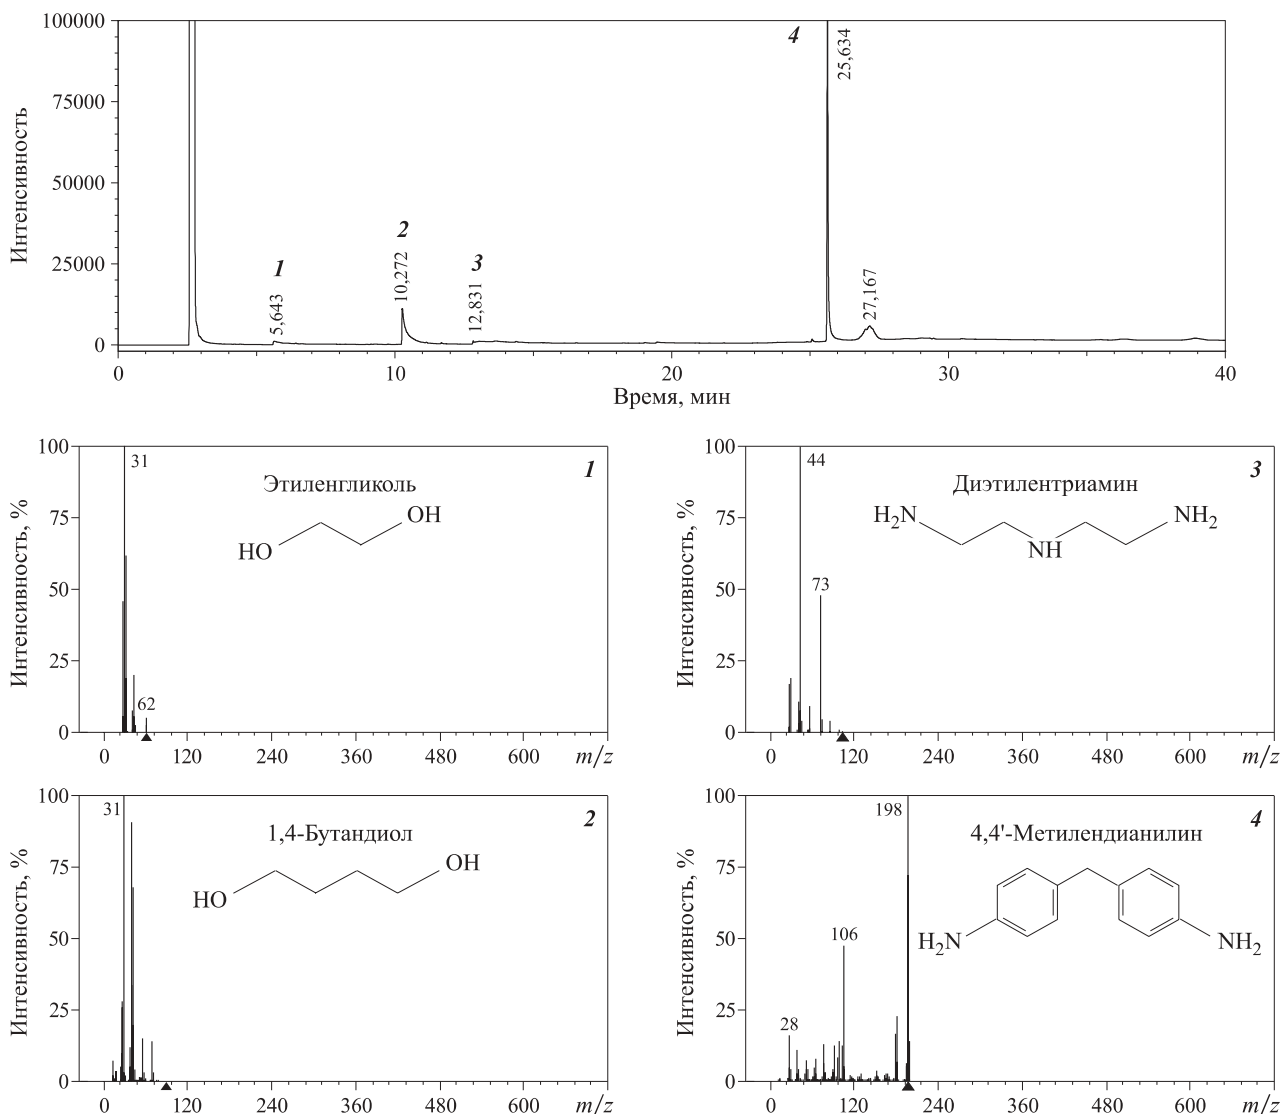 100000
75000
50000
25000
0
Интенсивность
1
5,643
2
10,272
3
12,831
4
25,634
27,167
0 10 20 30 40
Время, мин
100
75
50
25
0
Интенсивность, %
31
62
Этиленгликоль
OH
HO
1
0 120 240 360 480 600 m/z
100
75
50
25
0
Интенсивность, %
44
73
Диэтилентриамин
H2N
NH
NH2
3
0 120 240 360 480 600 m/z
100
75
50
25
0
Интенсивность, %
31
1,4-Бутандиол
OH
HO
2
0 120 240 360 480 600 m/z
100
75
50
25
0
Интенсивность, %
198
106
28
4,4'-Метилендианилин
H2N
NH2
4
0 120 240 360 480 600 m/z